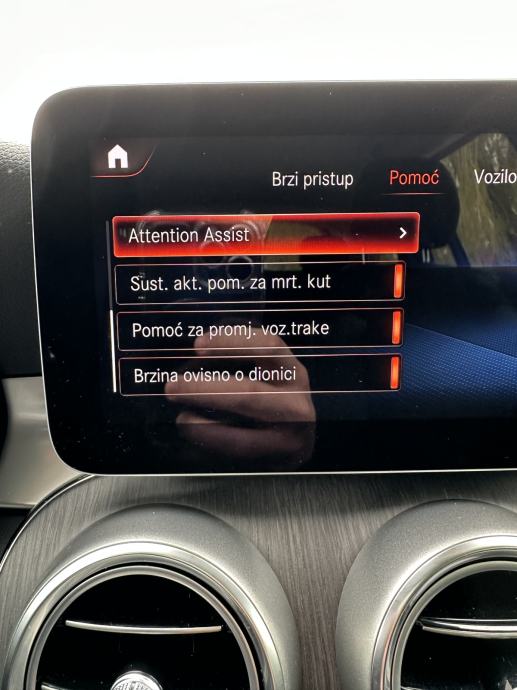 Brzi pristup
Pomoć
Vozilo
Attention Assist
Sust. akt. pom. za mrt. kut
Pomoć za promj. voz.trake
Brzina ovisno o dionici